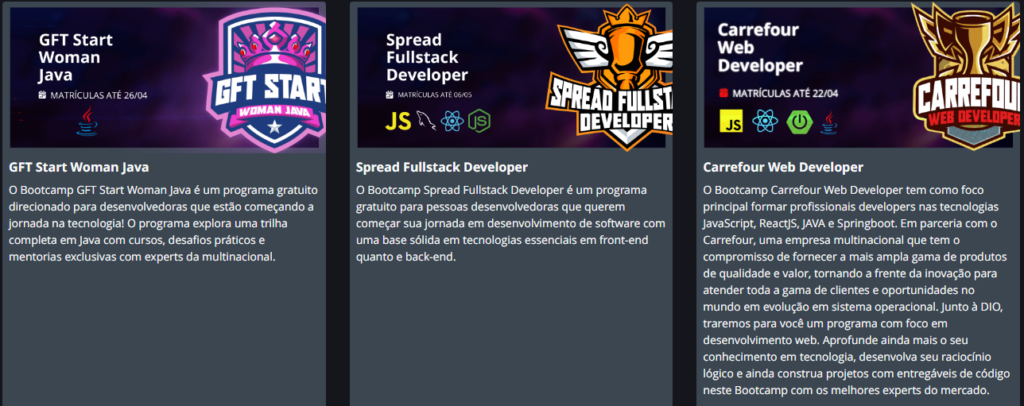 GFT Start
Woman
Java
MATRÍCULAS ATÉ 26/04
GFT START
WOMAN JAVA
GFT Start Woman Java
O Bootcamp GFT Start Woman Java é um programa gratuito
direcionado para desenvolvedoras que estão começando a
jornada na tecnologia! O programa explora uma trilha
completa em Java com cursos, desafios práticos e
mentorias exclusivas com experts da multinacional.
Spread
Fullstack
Developer
MATRÍCULAS ATÉ 06/05
JS
SPREAD FULLST
DEVELOPER
Spread Fullstack Developer
O Bootcamp Spread Fullstack Developer é um programa
gratuito para pessoas desenvolvedoras que querem
começar sua jornada em desenvolvimento de software com
uma base sólida em tecnologias essenciais em front-end
quanto e back-end.
Carrefour
Web
Developer
MATRÍCULAS ATÉ 22/04
JS
CARREFOU
WEB DEVELOPER
Carrefour Web Developer
O Bootcamp Carrefour Web Developer tem como foco
principal formar profissionais developers nas tecnologias
JavaScript, ReactJS, JAVA e Springboot. Em parceria com o
Carrefour, uma empresa multinacional que tem o
compromisso de fornecer a mais ampla gama de produtos
de qualidade e valor, tornando a frente da inovação para
atender toda a gama de clientes e oportunidades no
mundo em evolução em sistema operacional. Junto à DIO,
traremos para você um programa com foco em
desenvolvimento web. Aprofunde ainda mais o seu
conhecimento em tecnologia, desenvolva seu raciocínio
lógico e ainda construa projetos com entregáveis de código
neste Bootcamp com os melhores experts do mercado.